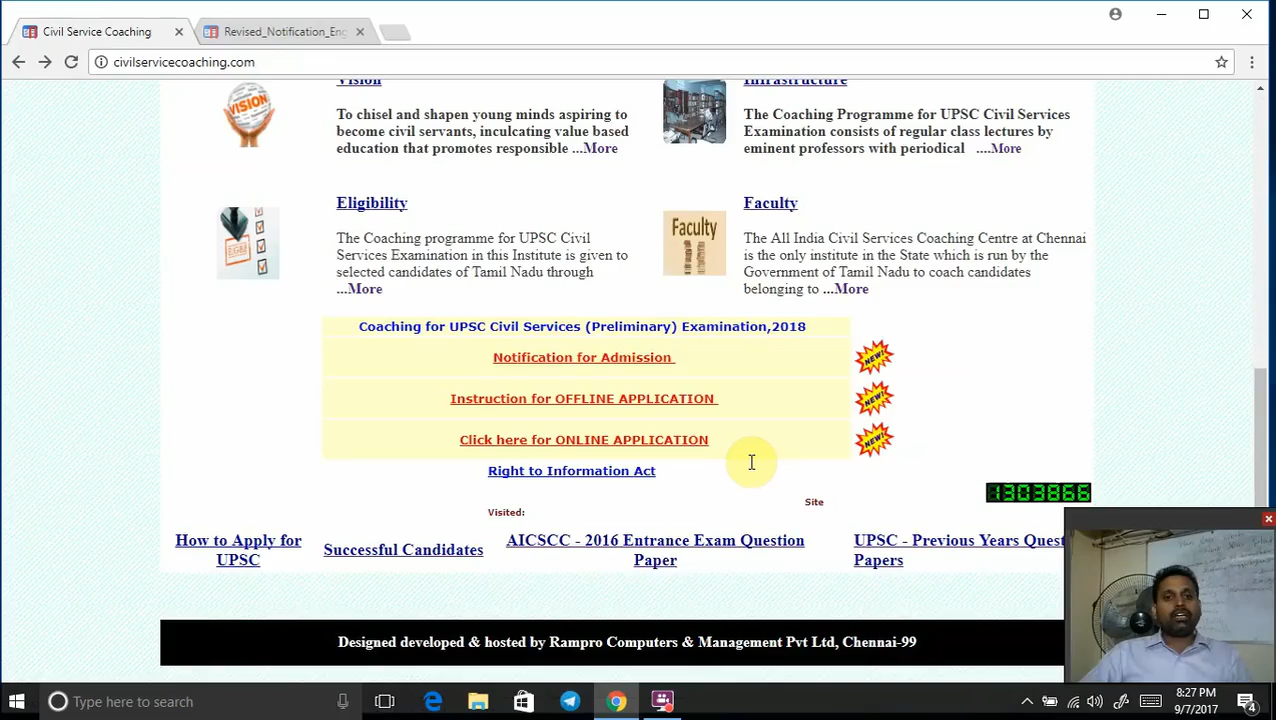 Civil Service Coaching
Revised_Notification_Eng
civilservicecoaching.com
Vision
Infrastructure
VISION
To chisel and shapen young minds aspiring to
become civil servants, inculcating value based
education that promotes responsible ...More
The Coaching Programme for UPSC Civil Services
Examination consists of regular class lectures by
eminent professors with periodical ....More
Eligibility
The Coaching programme for UPSC Civil
Services Examination in this Institute is given to
selected candidates of Tamil Nadu through
...More
Faculty
Faculty
The All India Civil Services Coaching Centre at Chennai
is the only institute in the State which is run by the
Government of Tamil Nadu to coach candidates
belonging to ...More
Coaching for UPSC Civil Services (Preliminary) Examination,2018
Notification for Admission
NEW!
Instruction for OFFLINE APPLICATION
NEW!
Click here for ONLINE APPLICATION
NEW!
Right to Information Act
Site
Visited:
1303866
How to Apply for
UPSC
Successful Candidates
AICSCC - 2016 Entrance Exam Question
Paper
UPSC - Previous Years Quest
Papers
Designed developed & hosted by Rampro Computers & Management Pvt Ltd, Chennai-99
Type here to search
8:27 PM
9/7/2017
4